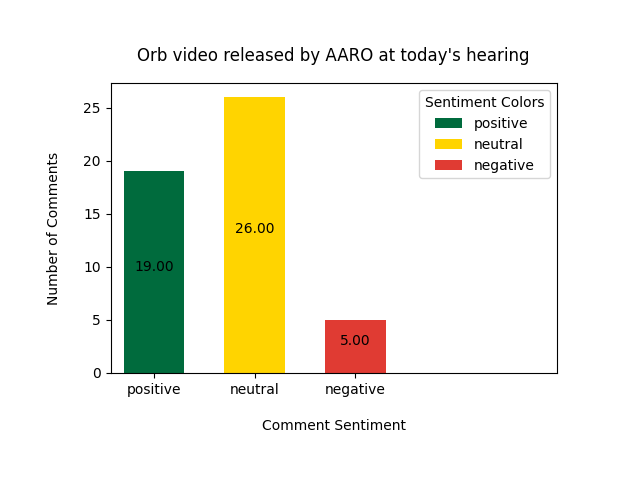 Orb video released by AARO at today's hearing
Sentiment Colors
positive
neutral
negative
Number of Comments
25
20
15
10
5
0
19.00
26.00
5.00
positive
neutral
negative
Comment Sentiment